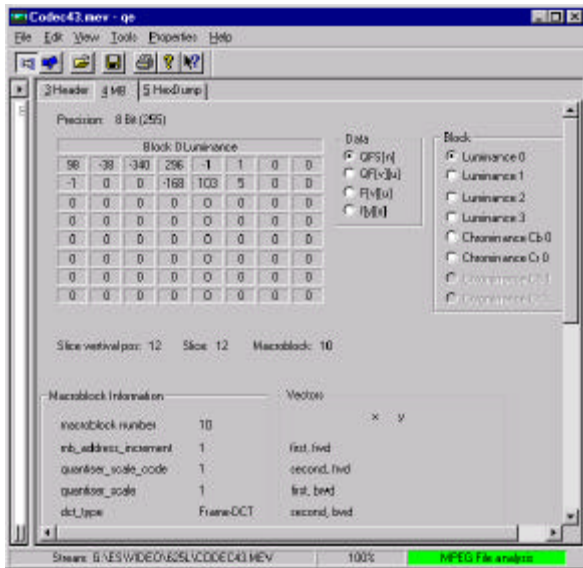 Codec43.mev - qe
File Edit View Tools Properties Help
3 Header 4 MB 5 HexDump
Precision: 8 Bit (255)
Block 0 Luminance
98 -38 -340 296 -1 1 0 0
-1 0 0 -168 103 5 0 0
0 0 0 0 0 0 0 0
0 0 0 0 0 0 0 0
0 0 0 0 0 0 0 0
0 0 0 0 0 0 0 0
0 0 0 0 0 0 0 0
0 0 0 0 0 0 0 0
Data
QFS[n]
QF[v][u]
F[v][u]
f[y][x]
Block
Luminance 0
Luminance 1
Luminance 2
Luminance 3
Chrominance Cb 0
Chrominance Cr 0
Slice vertival pos: 12 Slice: 12 Macroblock: 10
Macroblock Information
macroblock number 10
mb_address_increment 1
quantiser_scale_code 1
quantiser_scale 1
dct_type Frame-DCT
Vectors
x y
first, fwd
second, fwd
first, bwd
second, bwd
Stream: G:\ES\VIDEO\625L\CODEC43.MEV 100% MPEG File analysis